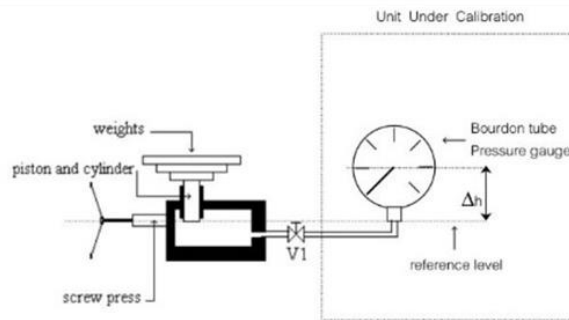 Unit Under Calibration
weights
Bourdon tube
Pressure gauge
piston and cylinder
Δh
V1
reference level
screw press